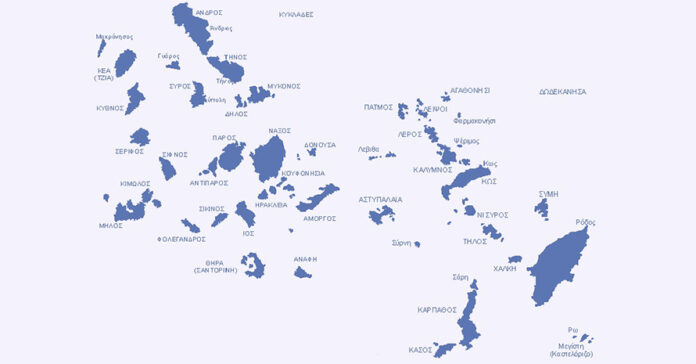 ΑΝΔΡΟΣ
ΚΥΚΛΑΔΕΣ
Άνδρος
Μακρόνησος
Γυάρος
ΤΗΝΟΣ
ΚΕΑ
(ΤΖΙΑ)
Τήνος
ΣΥΡΟΣ
ΜΥΚΟΝΟΣ
ΑΓΑΘΟΝΗΣΙ
ΔΩΔΕΚΑΝΗΣΑ
ΚΥΘΝΟΣ
ΔΗΛΟΣ
ΠΑΤΜΟΣ
ΛΕΙΨΟΙ
Φαρμακονήσι
ΝΑΞΟΣ
ΛΕΡΟΣ
ΠΑΡΟΣ
ΔΟΝΟΥΣΑ
Ψέριμος
ΣΕΡΙΦΟΣ
ΣΙΦΝΟΣ
Λεβιθα
Κως
ΚΑΛΥΜΝΟΣ
ΚΟΥΦΟΝΗΣΙΑ
ΚΩΣ
ΚΙΜΩΛΟΣ
ΑΝΤΙΠΑΡΟΣ
ΗΡΑΚΛΕΙΑ
ΑΣΤΥΠΑΛΑΙΑ
ΣΥΜΗ
ΣΙΦΝΟΣ
ΝΙΣΥΡΟΣ
ΜΗΛΟΣ
ΑΜΟΡΓΟΣ
Ρόδος
ΙΟΣ
ΦΟΛΕΓΑΝΔΡΟΣ
Σύρνη
ΤΗΛΟΣ
ΘΗΡΑ
(ΣΑΝΤΟΡΙΝΗ)
ΑΝΑΦΗ
ΧΑΛΚΗ
Σάρη
ΚΑΡΠΑΘΟΣ
Ρω
ΚΑΣΟΣ
Μεγίστη
(Καστελόριζο)